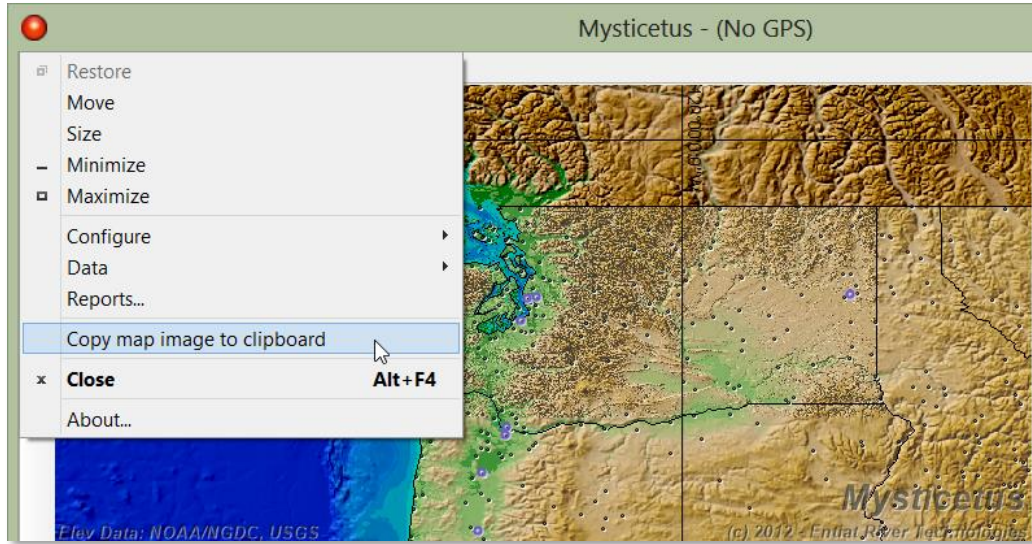 Mysticetus - (No GPS)
Restore
Move
Size
Minimize
Maximize
Configure
Data
Reports...
Copy map image to clipboard
Close Alt+F4
About...
Mysticetus
Elev Data: NOAA/NGDC, USGS
(c) 2012 - Entiat River Technologies